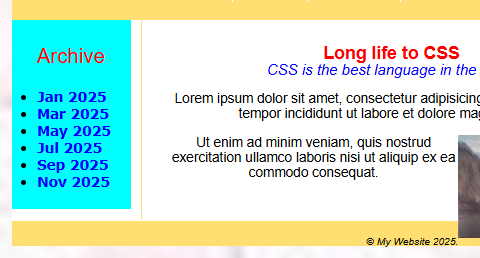 Archive
Jan 2025
Mar 2025
May 2025
Jul 2025
Sep 2025
Nov 2025
Long life to CSS
CSS is the best language in the
Lorem ipsum dolor sit amet, consectetur adipisicing
tempor incididunt ut labore et dolore
Ut enim ad minim veniam, quis nostrud
exercitation ullamco laboris nisi ut aliquip ex ea
commodo consequat.
© My Website 2025.